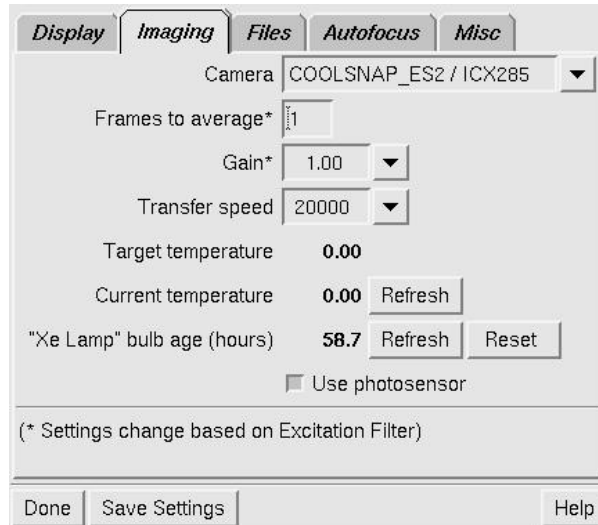 Display Imaging Files Autofocus Misc
Camera COOLSNAP_ES2 / ICX285
Frames to average* 1
Gain* 1.00
Transfer speed 20000
Target temperature 0.00
Current temperature 0.00 Refresh
"Xe Lamp" bulb age (hours) 58.7 Refresh Reset
Use photosensor
(* Settings change based on Excitation Filter)
Done Save Settings Help